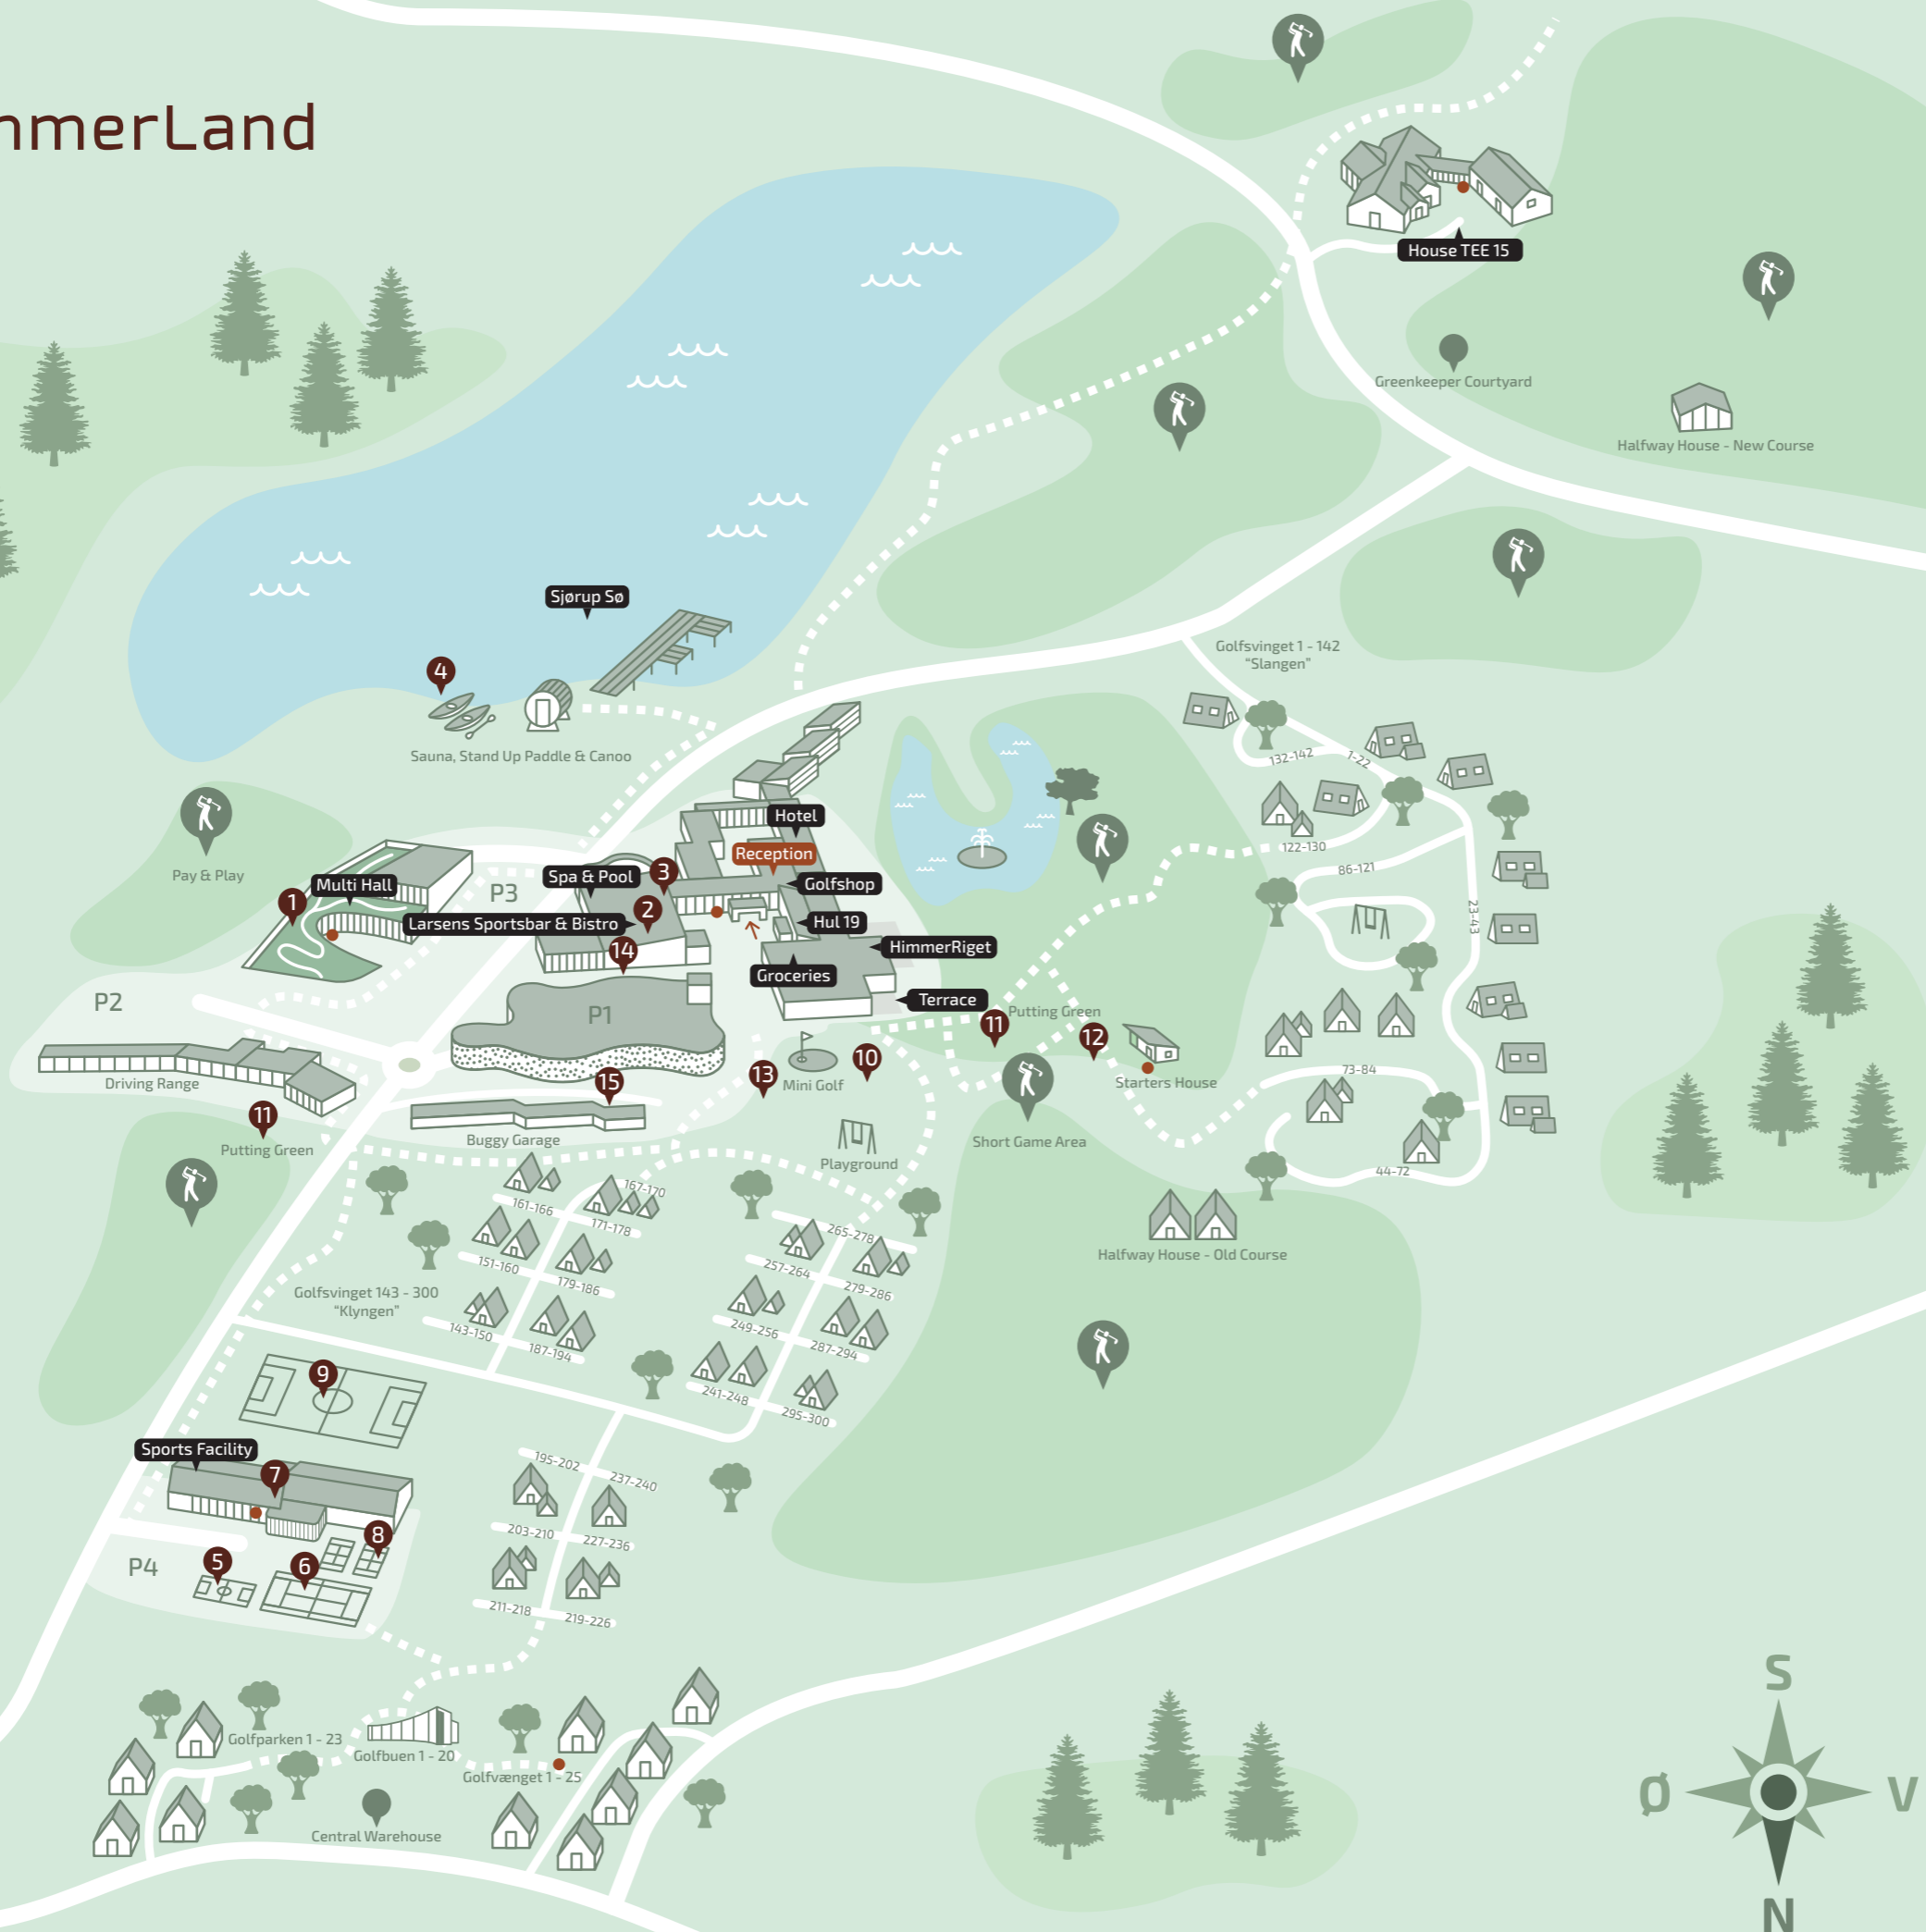 mmerLand
House TEE 15
Greenkeeper Courtyard
Halfway House - New Course
Sjørup Sø
4
Sauna, Stand Up Paddle & Canoo
Golfsvinget 1 - 142
"Slangen"
132-142
1-22
122-130
86-121
23-43
73-84
44-72
Pay & Play
Hotel
Reception
Spa & Pool
3
Golfshop
Multi Hall
1
P3
2
Larsens Sportsbar & Bistro
Hul 19
HimmerRiget
14
Groceries
Terrace
P2
P1
11
Putting Green
12
Starters House
Driving Range
13
Mini Golf
10
15
Buggy Garage
11
Putting Green
Playground
Short Game Area
Halfway House - Old Course
161-166
167-170
171-178
151-160
179-186
143-150
187-194
265-278
257-264
279-286
249-256
287-294
241-248
295-300
Golfsvinget 143 - 300
"Klyngen"
9
Sports Facility
7
8
P4
5
6
195-202
237-240
203-210
227-236
211-218
219-226
Golfparken 1 - 23
Golfbuen 1 - 20
Golfvænget 1 - 25
Central Warehouse
S
Ø
V
N